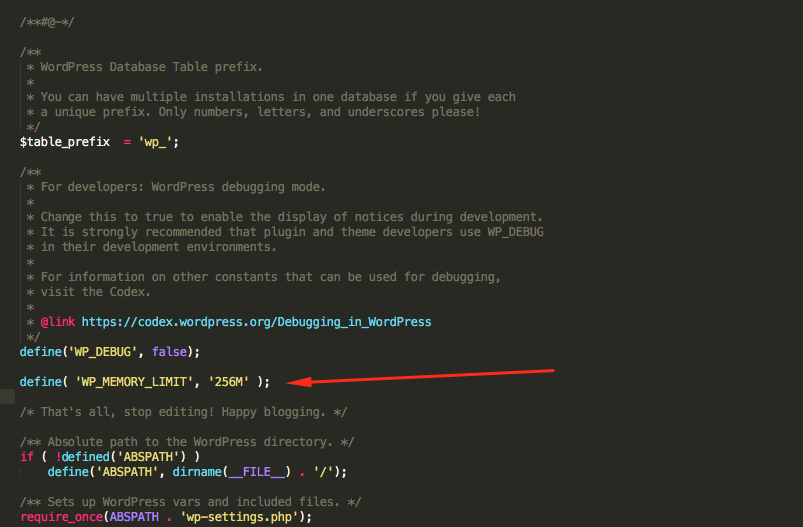 /**#@-*/
/**
* WordPress Database Table prefix.
*
* You can have multiple installations in one database if you give each
* a unique prefix. Only numbers, letters, and underscores please!
*/
$table_prefix  = 'wp_';
/**
* For developers: WordPress debugging mode.
*
* Change this to true to enable the display of notices during development.
* It is strongly recommended that plugin and theme developers use WP_DEBUG
* in their development environments.
*
* For information on other constants that can be used for debugging,
* visit the Codex.
*
* @link https://codex.wordpress.org/Debugging_in_WordPress
*/
define('WP_DEBUG', false);
define( 'WP_MEMORY_LIMIT', '256M' );
/* That's all, stop editing! Happy blogging. */
/** Absolute path to the WordPress directory. */
if ( !defined('ABSPATH') )
define('ABSPATH', dirname(__FILE__) . '/');
/** Sets up WordPress vars and included files. */
require_once(ABSPATH . 'wp-settings.php');